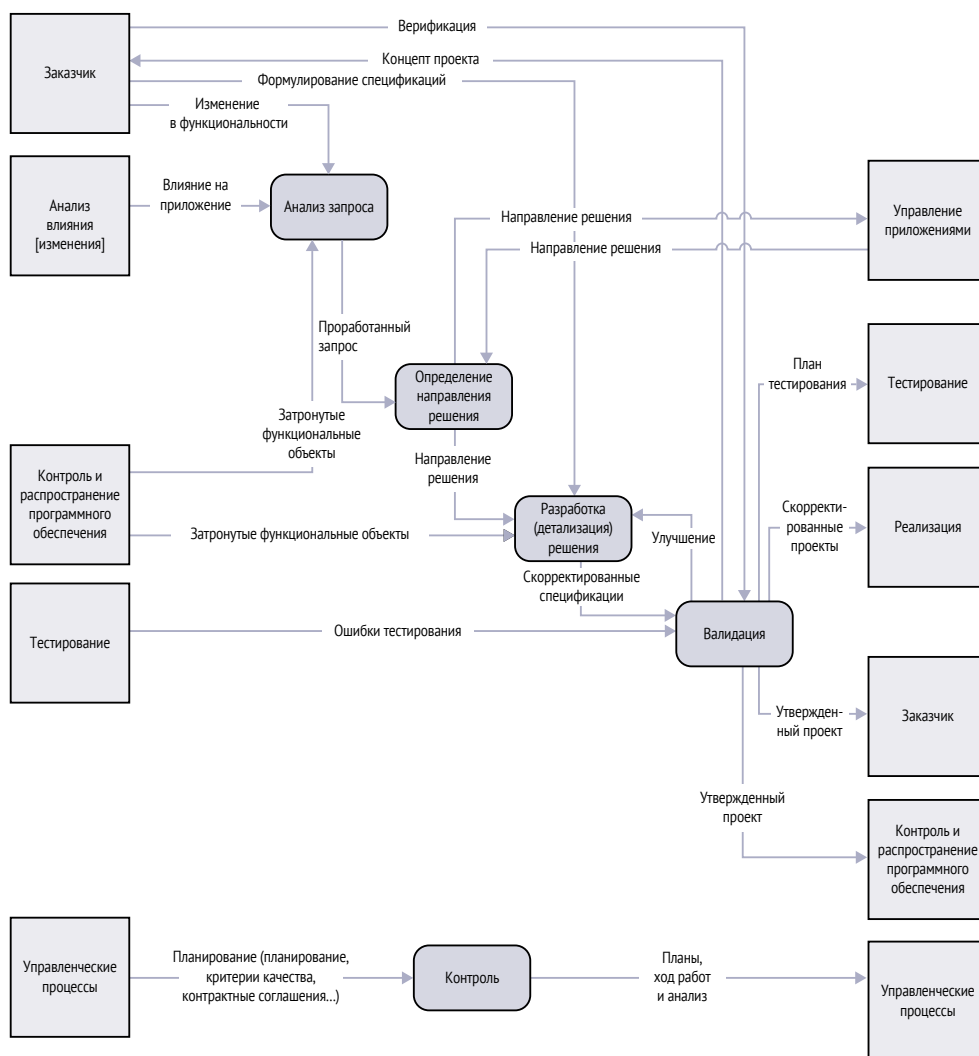 Верификация
Концепт проекта
Заказчик
Формулирование спецификаций
Изменение
в функциональности
Анализ
влияния
[изменения]
Влияние на
приложение
Анализ запроса
Направление решения
Направление решения
Управление
приложениями
Проработанный
запрос
Определение
направления
решения
План
тестирования
Тестирование
Затронутые
функциональные
объекты
Направление
решения
Контроль и
распространение
программного
обеспечения
Затронутые функциональные объекты
Разработка
(детализация)
решения
Улучшение
Скорректи-
рованные
проекты
Реализация
Скорректированные
спецификации
Тестирование
Ошибки тестирования
Валидация
Утвержден-
ный проект
Заказчик
Утвержденный
проект
Контроль и
распространение
программного
обеспечения
Управленческие
процессы
Планирование (планирование,
критерии качества,
контрактные соглашения...)
Контроль
Планы,
ход работ
и анализ
Управленческие
процессы